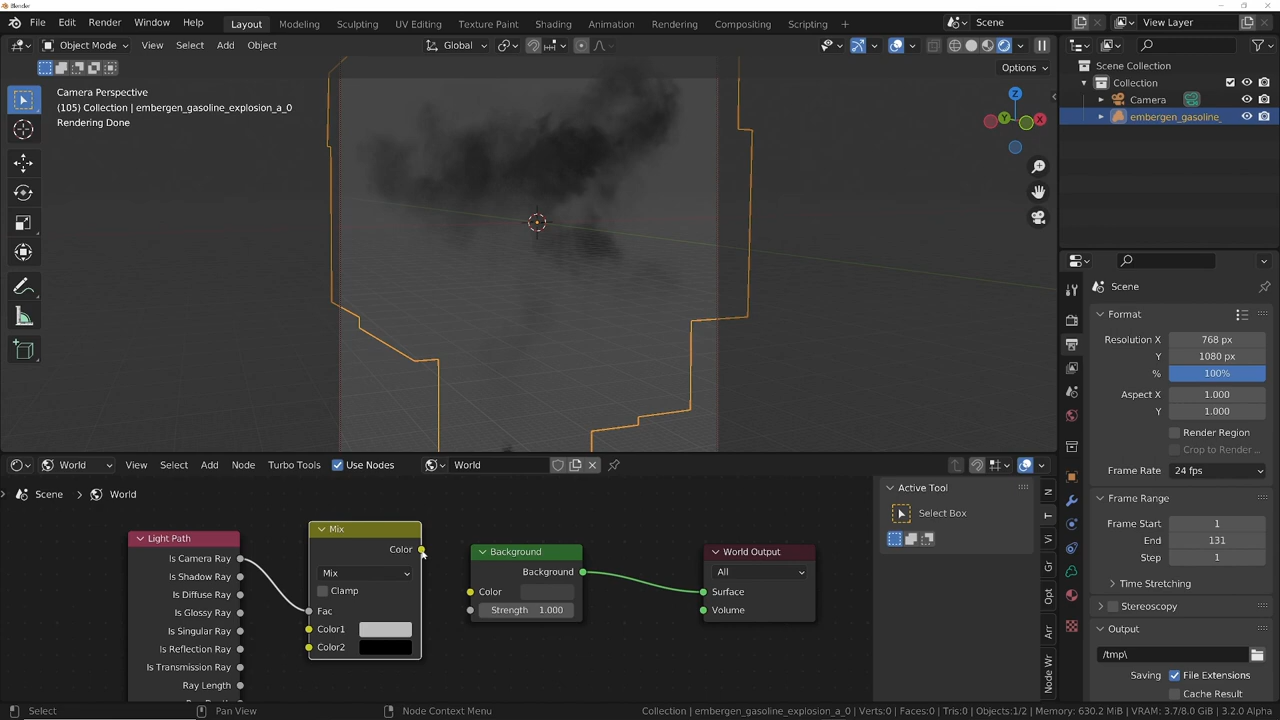 Blender
File Edit Render Window Help Layout Modeling Sculpting UV Editing Texture Paint Shading Animation Rendering Compositing Scripting + Scene View Layer
Object Mode View Select Add Object Global
Options
Camera Perspective
(105) Collection | embergen_gasoline_explosion_a_0
Rendering Done
Z
Y
X
Scene Collection
Collection
Camera
embergen_gasoline_
Scene
Format
Resolution X 768 px
Y 1080 px
% 100%
Aspect X 1.000
Y 1.000
Render Region
Crop to Render ...
Frame Rate 24 fps
Frame Range
Frame Start 1
End 131
Step 1
Time Stretching
Stereoscopy
Output
/tmp\
Saving File Extensions
Cache Result
World View Select Add Node Turbo Tools Use Nodes World
Scene > World
Light Path
Is Camera Ray
Is Shadow Ray
Is Diffuse Ray
Is Glossy Ray
Is Singular Ray
Is Reflection Ray
Is Transmission Ray
Ray Length
Mix
Color
Mix
Clamp
Fac
Color1
Color2
Background
Background
Color
Strength 1.000
World Output
All
Surface
Volume
Active Tool
Select Box
N
T
Vi
Gr
Opt
Arr
Node Wr
Select Pan View Node Context Menu Collection | embergen_gasoline_explosion_a_0 | Verts:0 | Faces:0 | Tris:0 | Objects:1/2 | Memory: 630.2 MiB | VRAM: 3.7/8.0 GiB | 3.2.0 Alpha